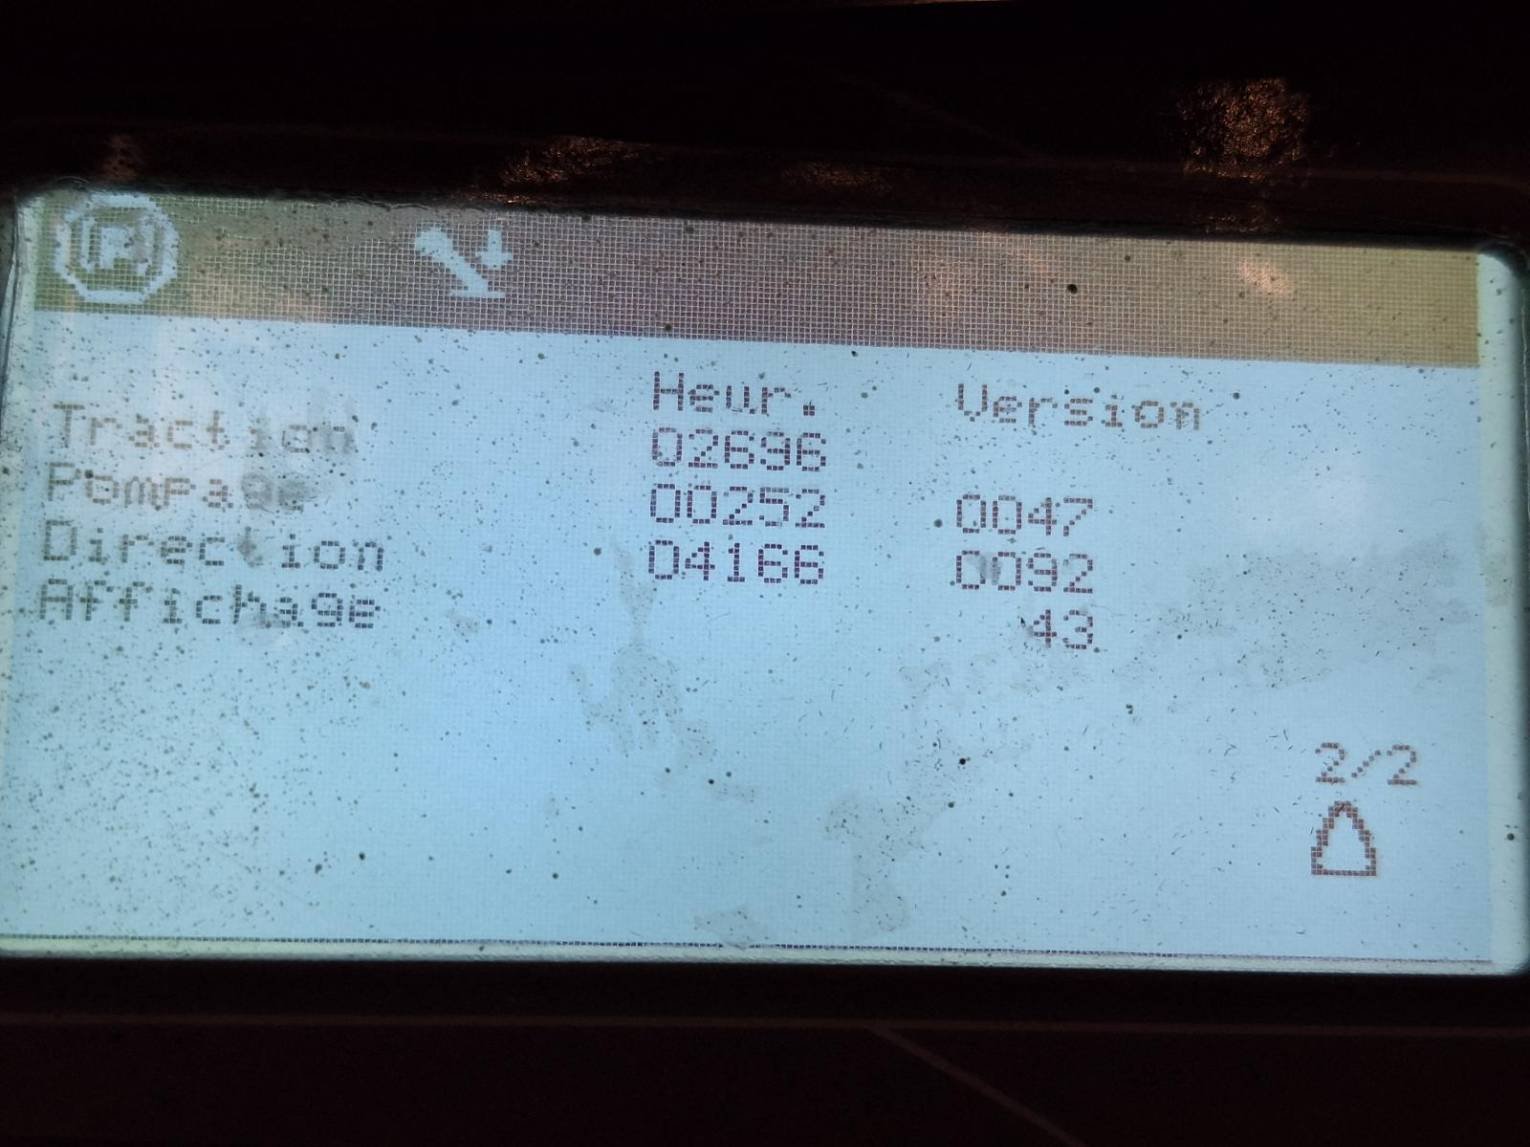 P
Heur. Version
Traction 02696
Pompage 00252 0047
Direction 04166 0092
Affichage 43
2/2